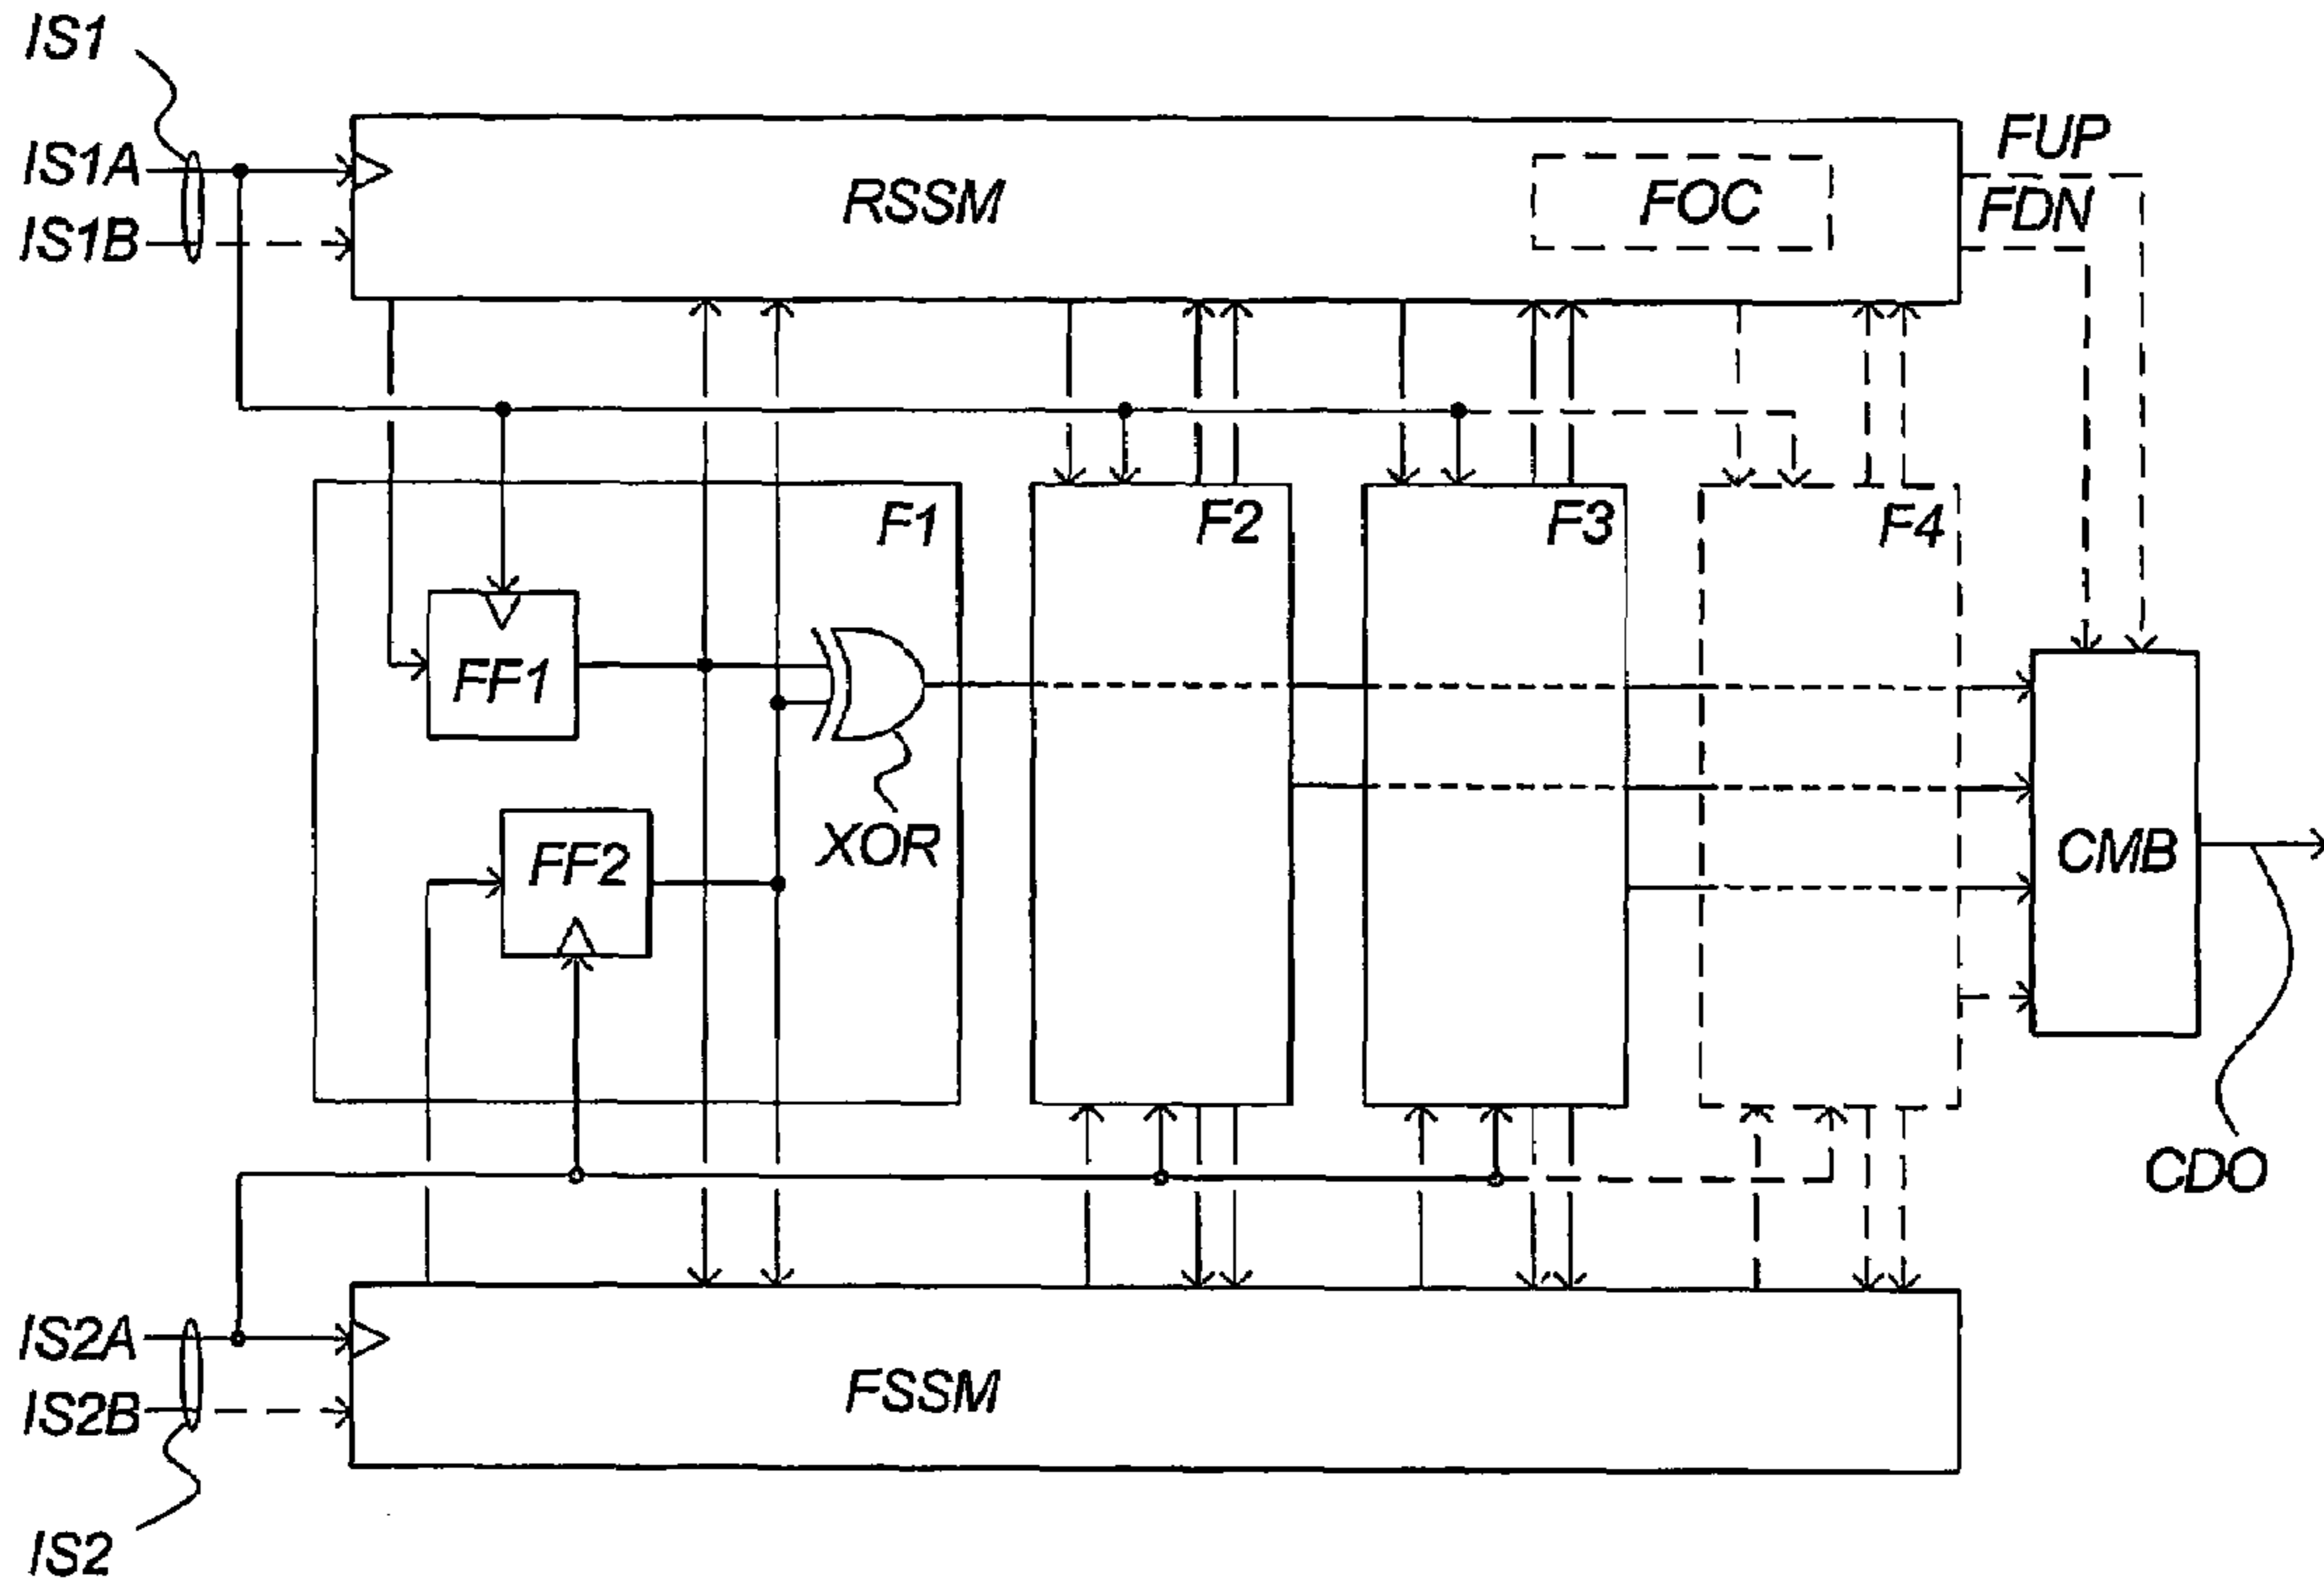 IS1
IS1A
IS1B
RSSM
FOC
FUP
FDN
F1
F2
F3
F4
FF1
XOR
FF2
CMB
CDO
IS2A
IS2B
FSSM
IS2